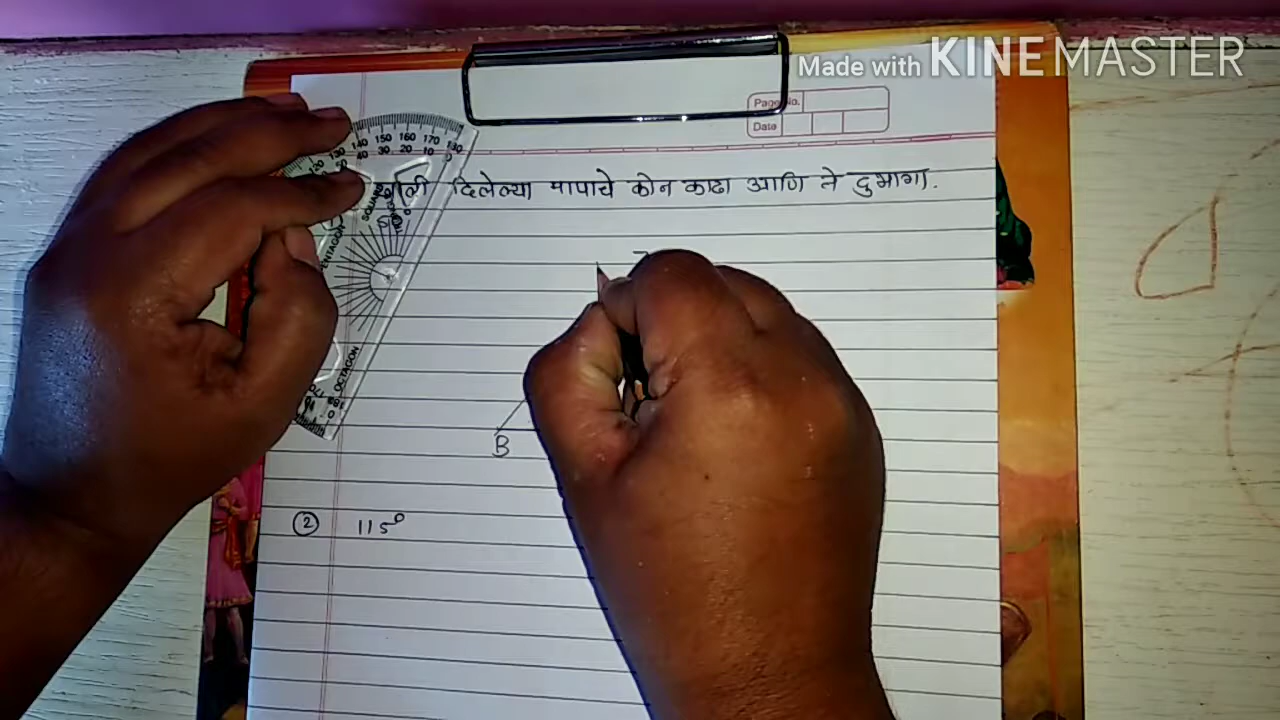 Made with KINEMASTER
Page No.
Date
दिलेल्या मापाचे कोन काढा आणि ते दुभागा.
B
② 115°